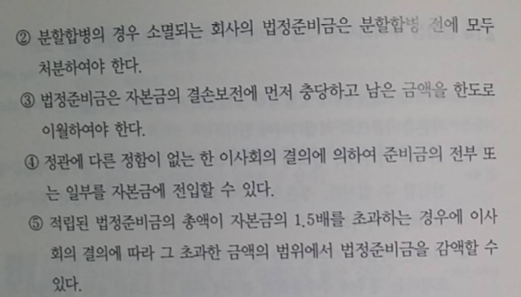 ② 분할합병의 경우 소멸되는 회사의 법정준비금은 분할합병 전에 모두
처분하여야 한다.
③ 법정준비금은 자본금의 결손보전에 먼저 충당하고 남은 금액을 한도로
이월하여야 한다.
④ 정관에 다른 정함이 없는 한 이사회의 결의에 의하여 준비금의 전부 또
는 일부를 자본금에 전입할 수 있다.
⑤ 적립된 법정준비금의 총액이 자본금의 1.5배를 초과하는 경우에 이사
회의 결의에 따라 그 초과한 금액의 범위에서 법정준비금을 감액할 수
있다.